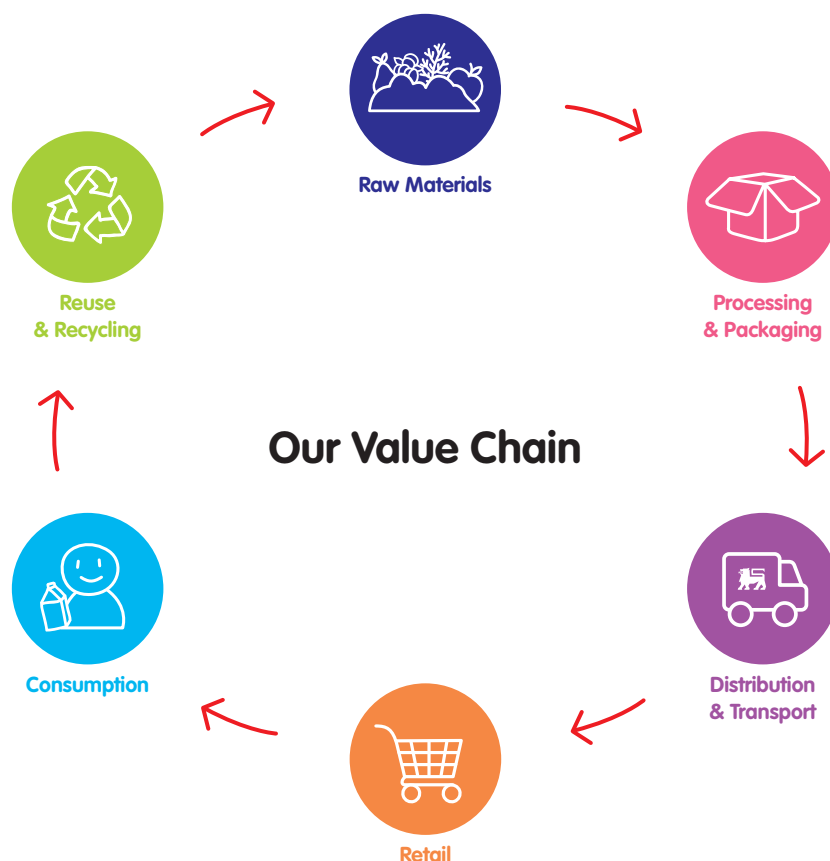 Raw Materials
Processing
& Packaging
Distribution
& Transport
Retail
Consumption
Reuse
& Recycling
Our Value Chain